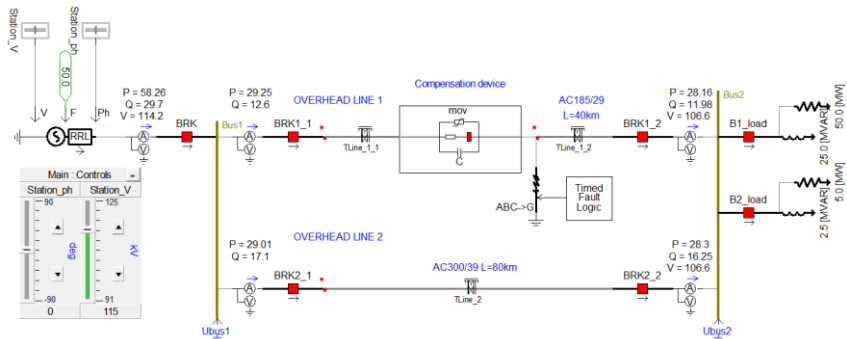 Station_V
Station_ph
50.0
V
F
Ph
RRL
P = 58.26
Q = 29.7
V = 114.2
A
V
BRK
Bus1
P = 29.25
Q = 12.6
A
V
BRK1_1
OVERHEAD LINE 1
TLine_1_1
Compensation device
mov
C
AC185/29
L=40km
TLine_1_2
BRK1_2
P = 28.16
Q = 11.98
V = 106.6
A
V
Bus2
B1_load
50.0 [MW]
25.0 [MVAR]
B2_load
5.0 [MW]
2.5 [MVAR]
ABC->G
Timed
Fault
Logic
Main : Controls
Station_ph
Station_V
90
125
deg
kV
-90
91
0
115
P = 29.01
Q = 17.1
A
V
BRK2_1
OVERHEAD LINE 2
AC300/39 L=80km
TLine_2
BRK2_2
P = 28.3
Q = 16.25
V = 106.6
A
V
Ubus1
Ubus2